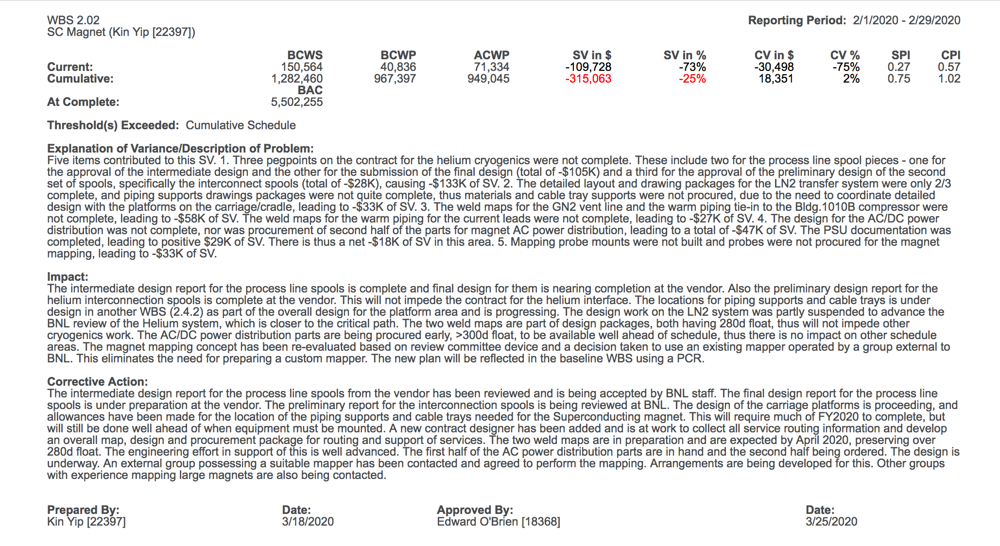 WBS 2.02
Reporting Period: 2/1/2020 - 2/29/2020
SC Magnet (Kin Yip [22397])
BCWS BCWP ACWP SV in $ SV in % CV in $ CV % SPI CPI
Current: 150,564 40,836 71,334 -109,728 -73% -30,498 -75% 0.27 0.57
Cumulative: 1,282,460 967,397 949,045 -315,063 -25% 18,351 2% 0.75 1.02
BAC
At Complete: 5,502,255
Threshold(s) Exceeded: Cumulative Schedule
Explanation of Variance/Description of Problem:
Five items contributed to this SV. 1. Three pegpoints on the contract for the helium cryogenics were not complete. These include two for the process line spool pieces - one for
the approval of the intermediate design and the other for the submission of the final design (total of -$105K) and a third for the approval of the preliminary design of the second
set of spools, specifically the interconnect spools (total of -$28K), causing -$133K of SV. 2. The detailed layout and drawing packages for the LN2 transfer system were only 2/3
complete, and piping supports drawings packages were not quite complete, thus materials and cable tray supports were not procured, due to the need to coordinate detailed
design with the platforms on the carriage/cradle, leading to -$33K of SV. 3. The weld maps for the GN2 vent line and the warm piping tie-in to the Bldg.1010B compressor were
not complete, leading to -$58K of SV. The weld maps for the warm piping for the current leads were not complete, leading to -$27K of SV. 4. The design for the AC/DC power
distribution was not complete, nor was procurement of second half of the parts for magnet AC power distribution, leading to a total of -$47K of SV. The PSU documentation was
completed, leading to positive $29K of SV. There is thus a net -$18K of SV in this area. 5. Mapping probe mounts were not built and probes were not procured for the magnet
mapping, leading to -$33K of SV.
Impact:
The intermediate design report for the process line spools is complete and final design for them is nearing completion at the vendor. Also the preliminary design report for the
helium interconnection spools is complete at the vendor. This will not impede the contract for the helium interface. The locations for piping supports and cable trays is under
design in another WBS (2.4.2) as part of the overall design for the platform area and is progressing. The design work on the LN2 system was partly suspended to advance the
BNL review of the Helium system, which is closer to the critical path. The two weld maps are part of design packages, both having 280d float, thus will not impede other
cryogenics work. The AC/DC power distribution parts are being procured early, >300d float, to be available well ahead of schedule, thus there is no impact on other schedule
areas. The magnet mapping concept has been re-evaluated based on review committee device and a decision taken to use an existing mapper operated by a group external to
BNL. This eliminates the need for preparing a custom mapper. The new plan will be reflected in the baseline WBS using a PCR.
Corrective Action:
The intermediate design report for the process line spools from the vendor has been reviewed and is being accepted by BNL staff. The final design report for the process line
spools is under preparation at the vendor. The preliminary report for the interconnection spools is being reviewed at BNL. The design of the carriage platforms is proceeding, and
allowances have been made for the location of the piping supports and cable trays needed for the Superconducting magnet. This will require much of FY2020 to complete, but
will still be done well ahead of when equipment must be mounted. A new contract designer has been added and is at work to collect all service routing information and develop
an overall map, design and procurement package for routing and support of services. The two weld maps are in preparation and are expected by April 2020, preserving over
280d float. The engineering effort in support of this is well advanced. The first half of the AC power distribution parts are in hand and the second half being ordered. The design is
underway. An external group possessing a suitable mapper has been contacted and agreed to perform the mapping. Arrangements are being developed for this. Other groups
with experience mapping large magnets are also being contacted.
Prepared By: Date: Approved By: Date:
Kin Yip [22397] 3/18/2020 Edward O'Brien [18368] 3/25/2020